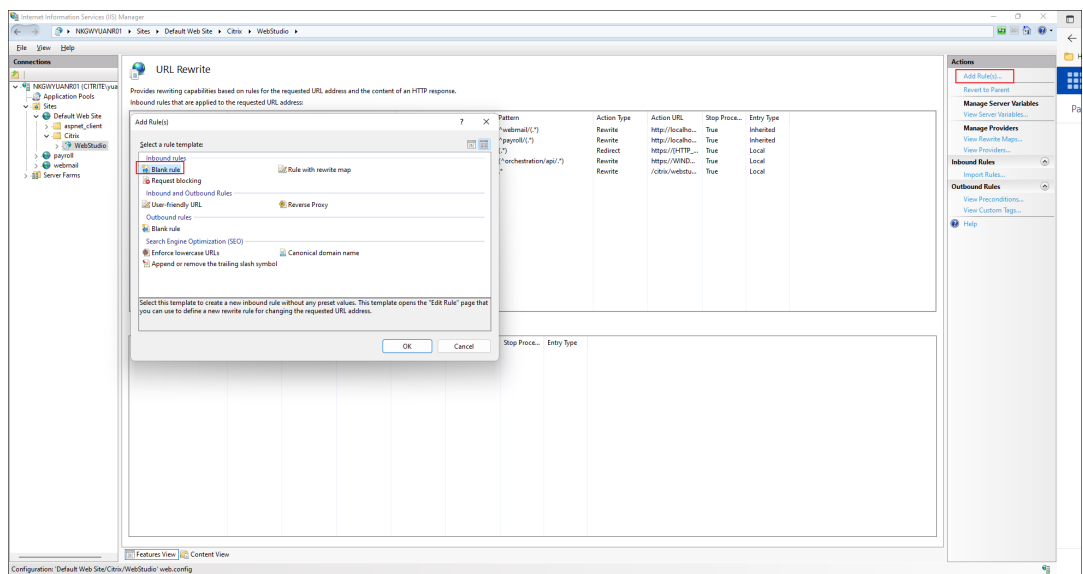 Internet Information Services (IIS) Manager
NKGWYUANR01 Sites Default Web Site Citrix WebStudio
File View Help
Connections
NKGWYUANR01 (CITRITE\yua
Application Pools
Sites
Default Web Site
aspnet_client
Citrix
WebStudio
payroll
webmail
Server Farms
URL Rewrite
Provides rewriting capabilities based on rules for the requested URL address and the content of an HTTP response.
Inbound rules that are applied to the requested URL address:
Pattern Action Type Action URL Stop Proce... Entry Type
^webmail/(.*) Rewrite http://localho... True Inherited
^payroll/(.*) Rewrite http://localho... True Inherited
(.*) Redirect https://{HTTP_... True Local
(^orchestration/api/.*) Rewrite https://WIND... True Local
.* Rewrite /citrix/webstu... True Local
Add Rule(s)
Select a rule template:
Inbound rules
Blank rule Rule with rewrite map
Request blocking
Inbound and Outbound Rules
User-friendly URL Reverse Proxy
Outbound rules
Blank rule
Search Engine Optimization (SEO)
Enforce lowercase URLs Canonical domain name
Append or remove the trailing slash symbol
Select this template to create a new inbound rule without any preset values. This template opens the "Edit Rule" page that
you can use to define a new rewrite rule for changing the requested URL address.
OK Cancel
Stop Proce... Entry Type
Features View Content View
Actions
Add Rule(s)...
Revert to Parent
Manage Server Variables
View Server Variables...
Manage Providers
View Rewrite Maps...
View Providers...
Inbound Rules
Import Rules...
Outbound Rules
View Preconditions...
View Custom Tags...
Help
H
Pa
Configuration: 'Default Web Site/Citrix/WebStudio' web.config